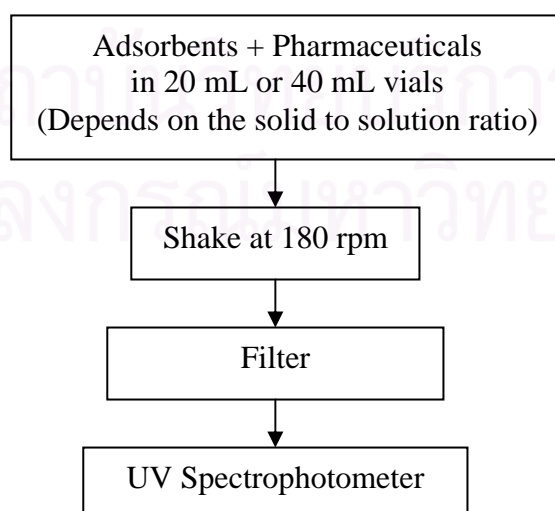 Adsorbents + Pharmaceuticals
in 20 mL or 40 mL vials
(Depends on the solid to solution ratio)
Shake at 180 rpm
Filter
UV Spectrophotometer